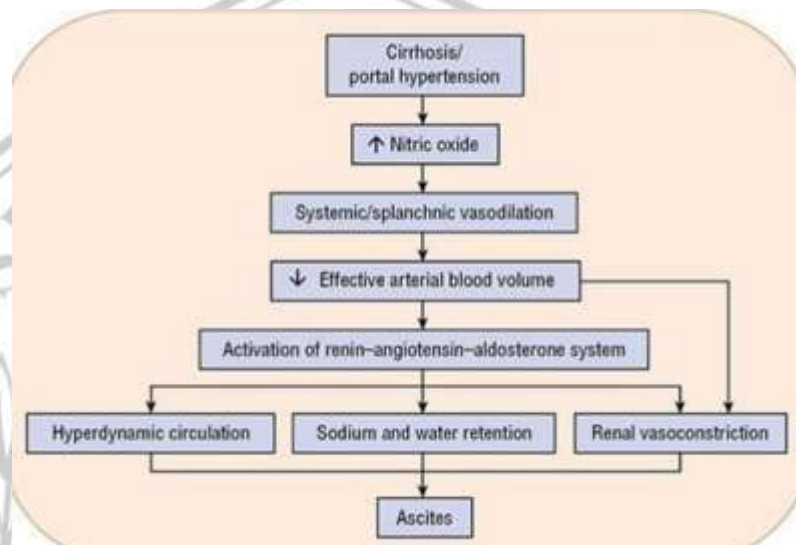 Cirrhosis/
portal hypertension
↑ Nitric oxide
Systemic/splanchnic vasodilation
↓ Effective arterial blood volume
Activation of renin–angiotensin–aldosterone system
Hyperdynamic circulation
Sodium and water retention
Renal vasoconstriction
Ascites